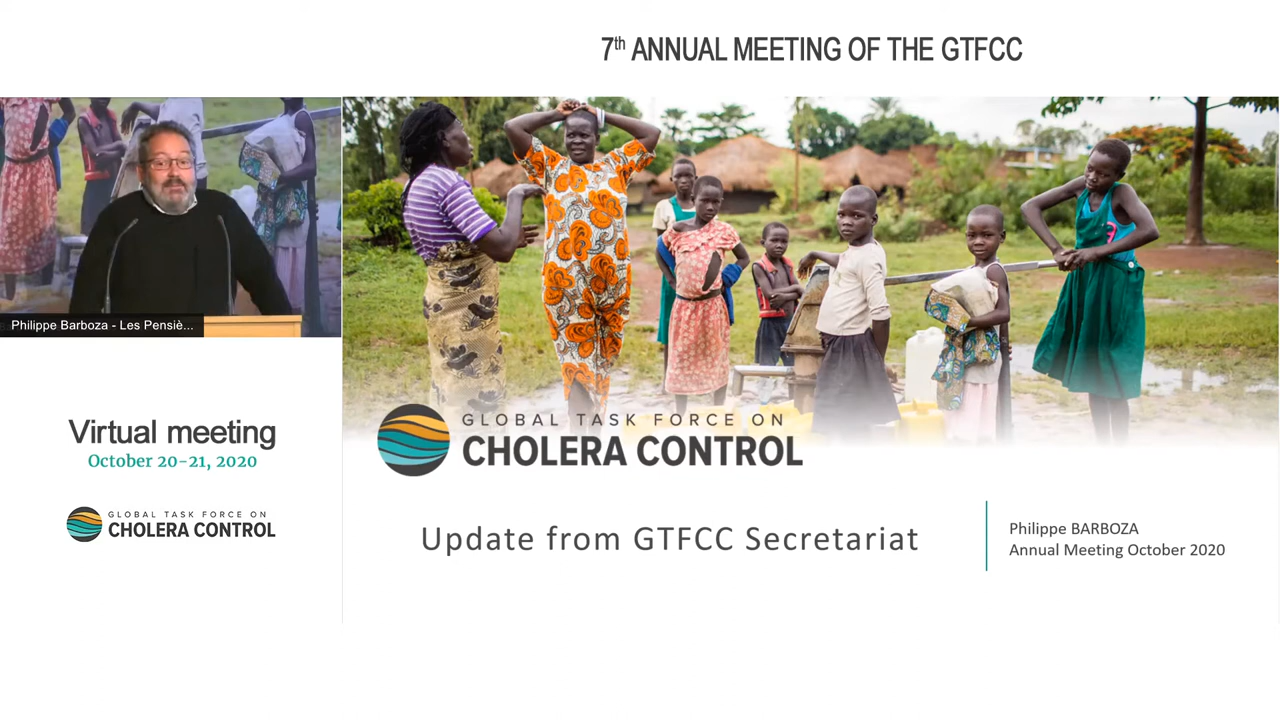 7th ANNUAL MEETING OF THE GTFCC
Philippe Barboza - Les Pensiè...
Virtual meeting
October 20-21, 2020
GLOBAL TASK FORCE ON
CHOLERA CONTROL
GLOBAL TASK FORCE ON
CHOLERA CONTROL
Update from GTFCC Secretariat
Philippe BARBOZA
Annual Meeting October 2020